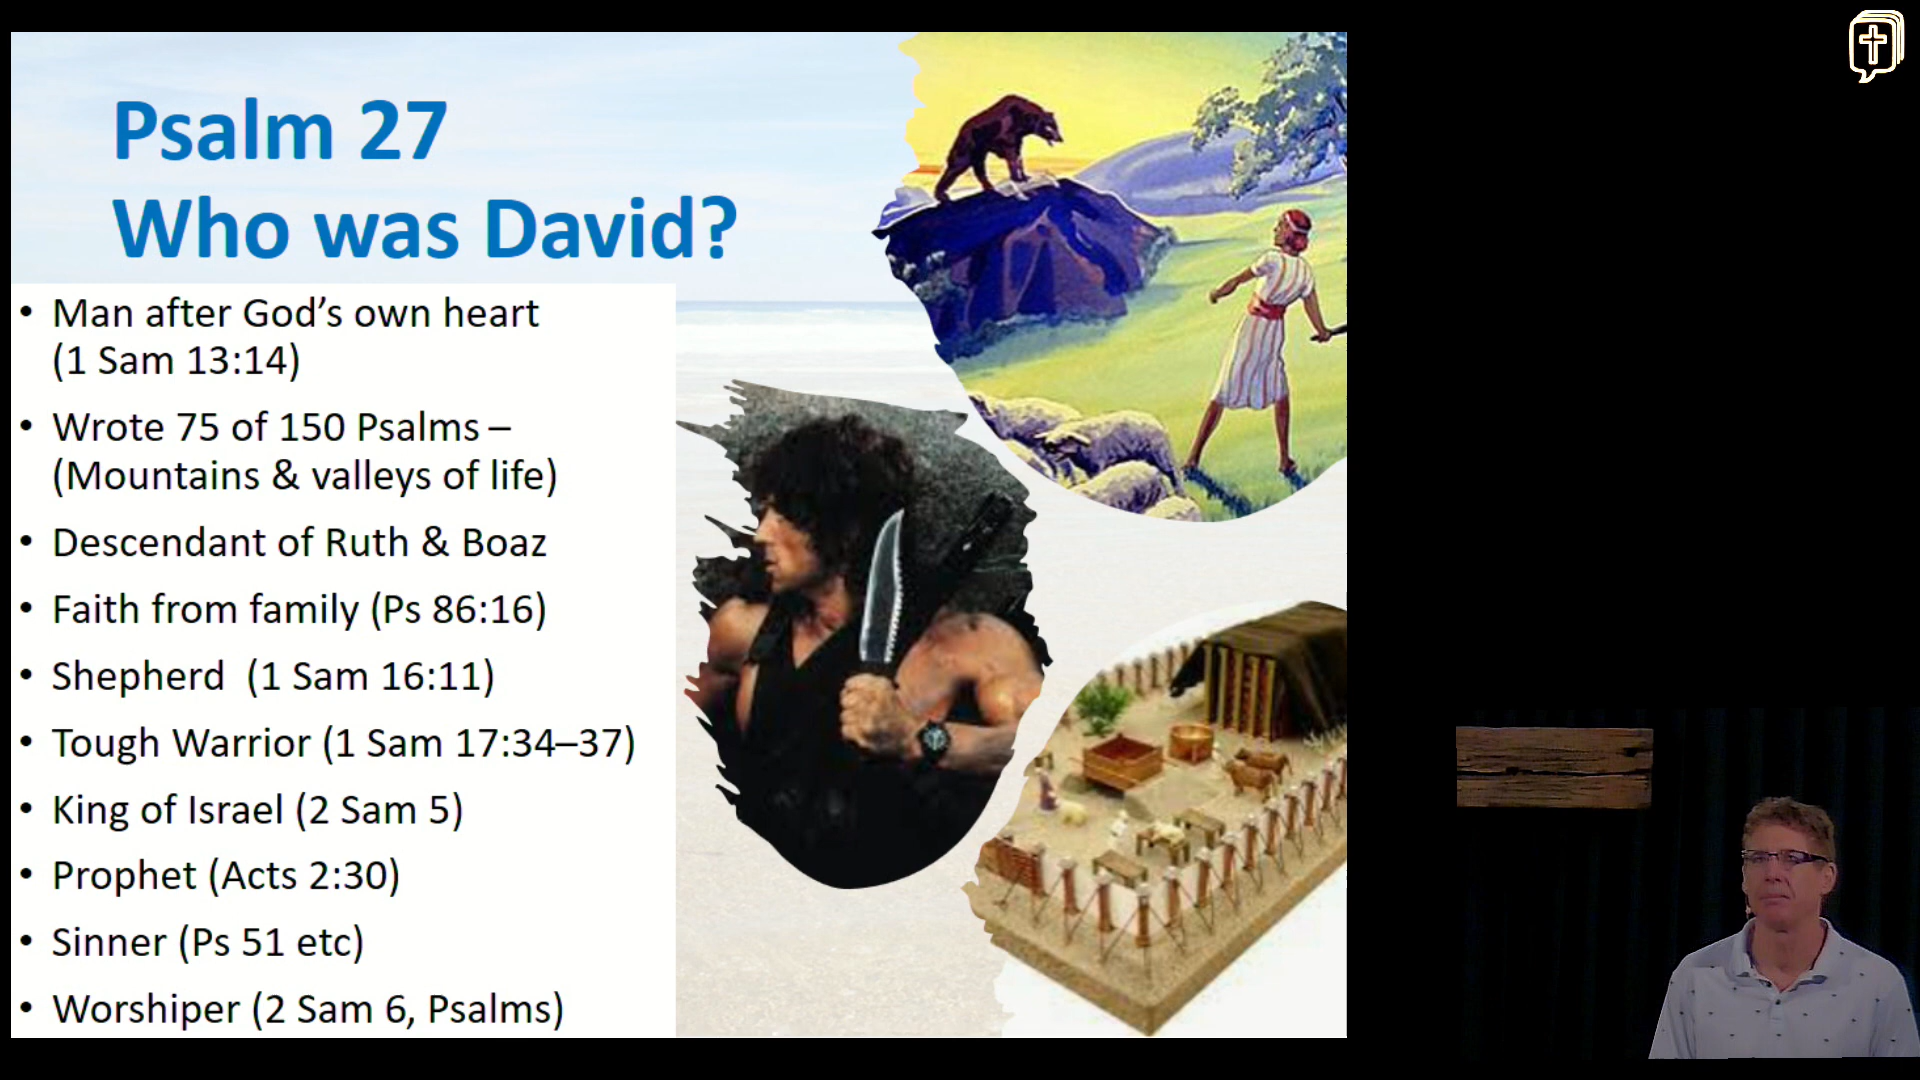 Psalm 27
Who was David?
• Man after God’s own heart
(1 Sam 13:14)
• Wrote 75 of 150 Psalms –
(Mountains & valleys of life)
• Descendant of Ruth & Boaz
• Faith from family (Ps 86:16)
• Shepherd  (1 Sam 16:11)
• Tough Warrior (1 Sam 17:34–37)
• King of Israel (2 Sam 5)
• Prophet (Acts 2:30)
• Sinner (Ps 51 etc)
• Worshiper (2 Sam 6, Psalms)